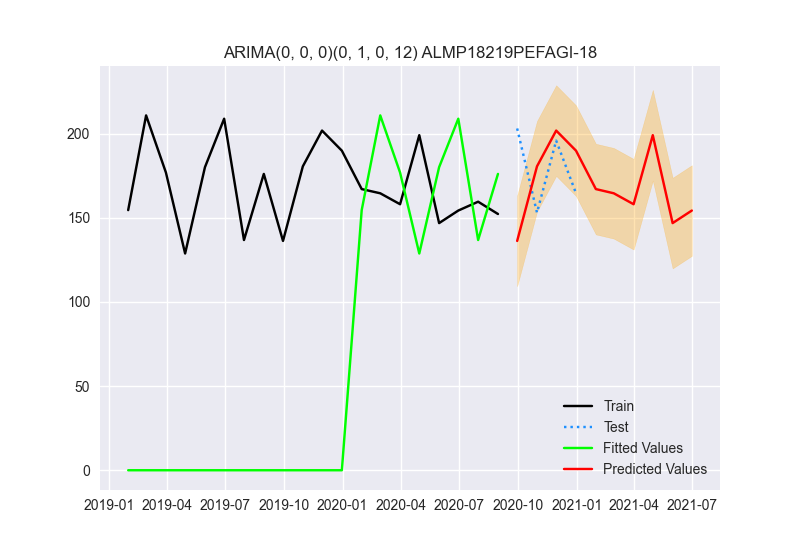 ARIMA(0, 0, 0)(0, 1, 0, 12) ALMP18219PEFAGI-18
200
150
100
50
0
Train
Test
Fitted Values
Predicted Values
2019-01 2019-04 2019-07 2019-10 2020-01 2020-04 2020-07 2020-10 2021-01 2021-04 2021-07